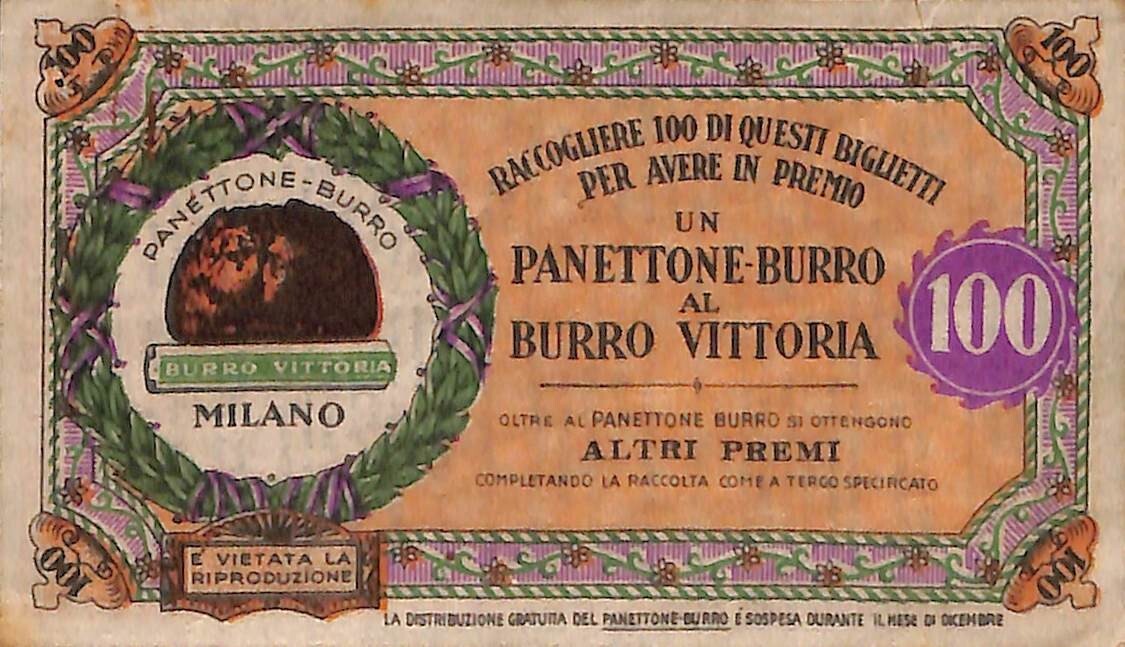 100
100
RACCOGLIERE 100 DI QUESTI BIGLIETTI
PER AVERE IN PREMIO
UN
PANETTONE-BURRO
AL
BURRO VITTORIA
100
PANETTONE-BURRO
BURRO VITTORIA
MILANO
OLTRE AL PANETTONE BURRO SI OTTENGONO
ALTRI PREMI
COMPLETANDO LA RACCOLTA COME A TERGO SPECIFICATO
100
È VIETATA LA
RIPRODUZIONE
100
LA DISTRIBUZIONE GRATUITA DEL PANETTONE-BURRO É SOSPESA DURANTE IL MESE DI DICEMBRE